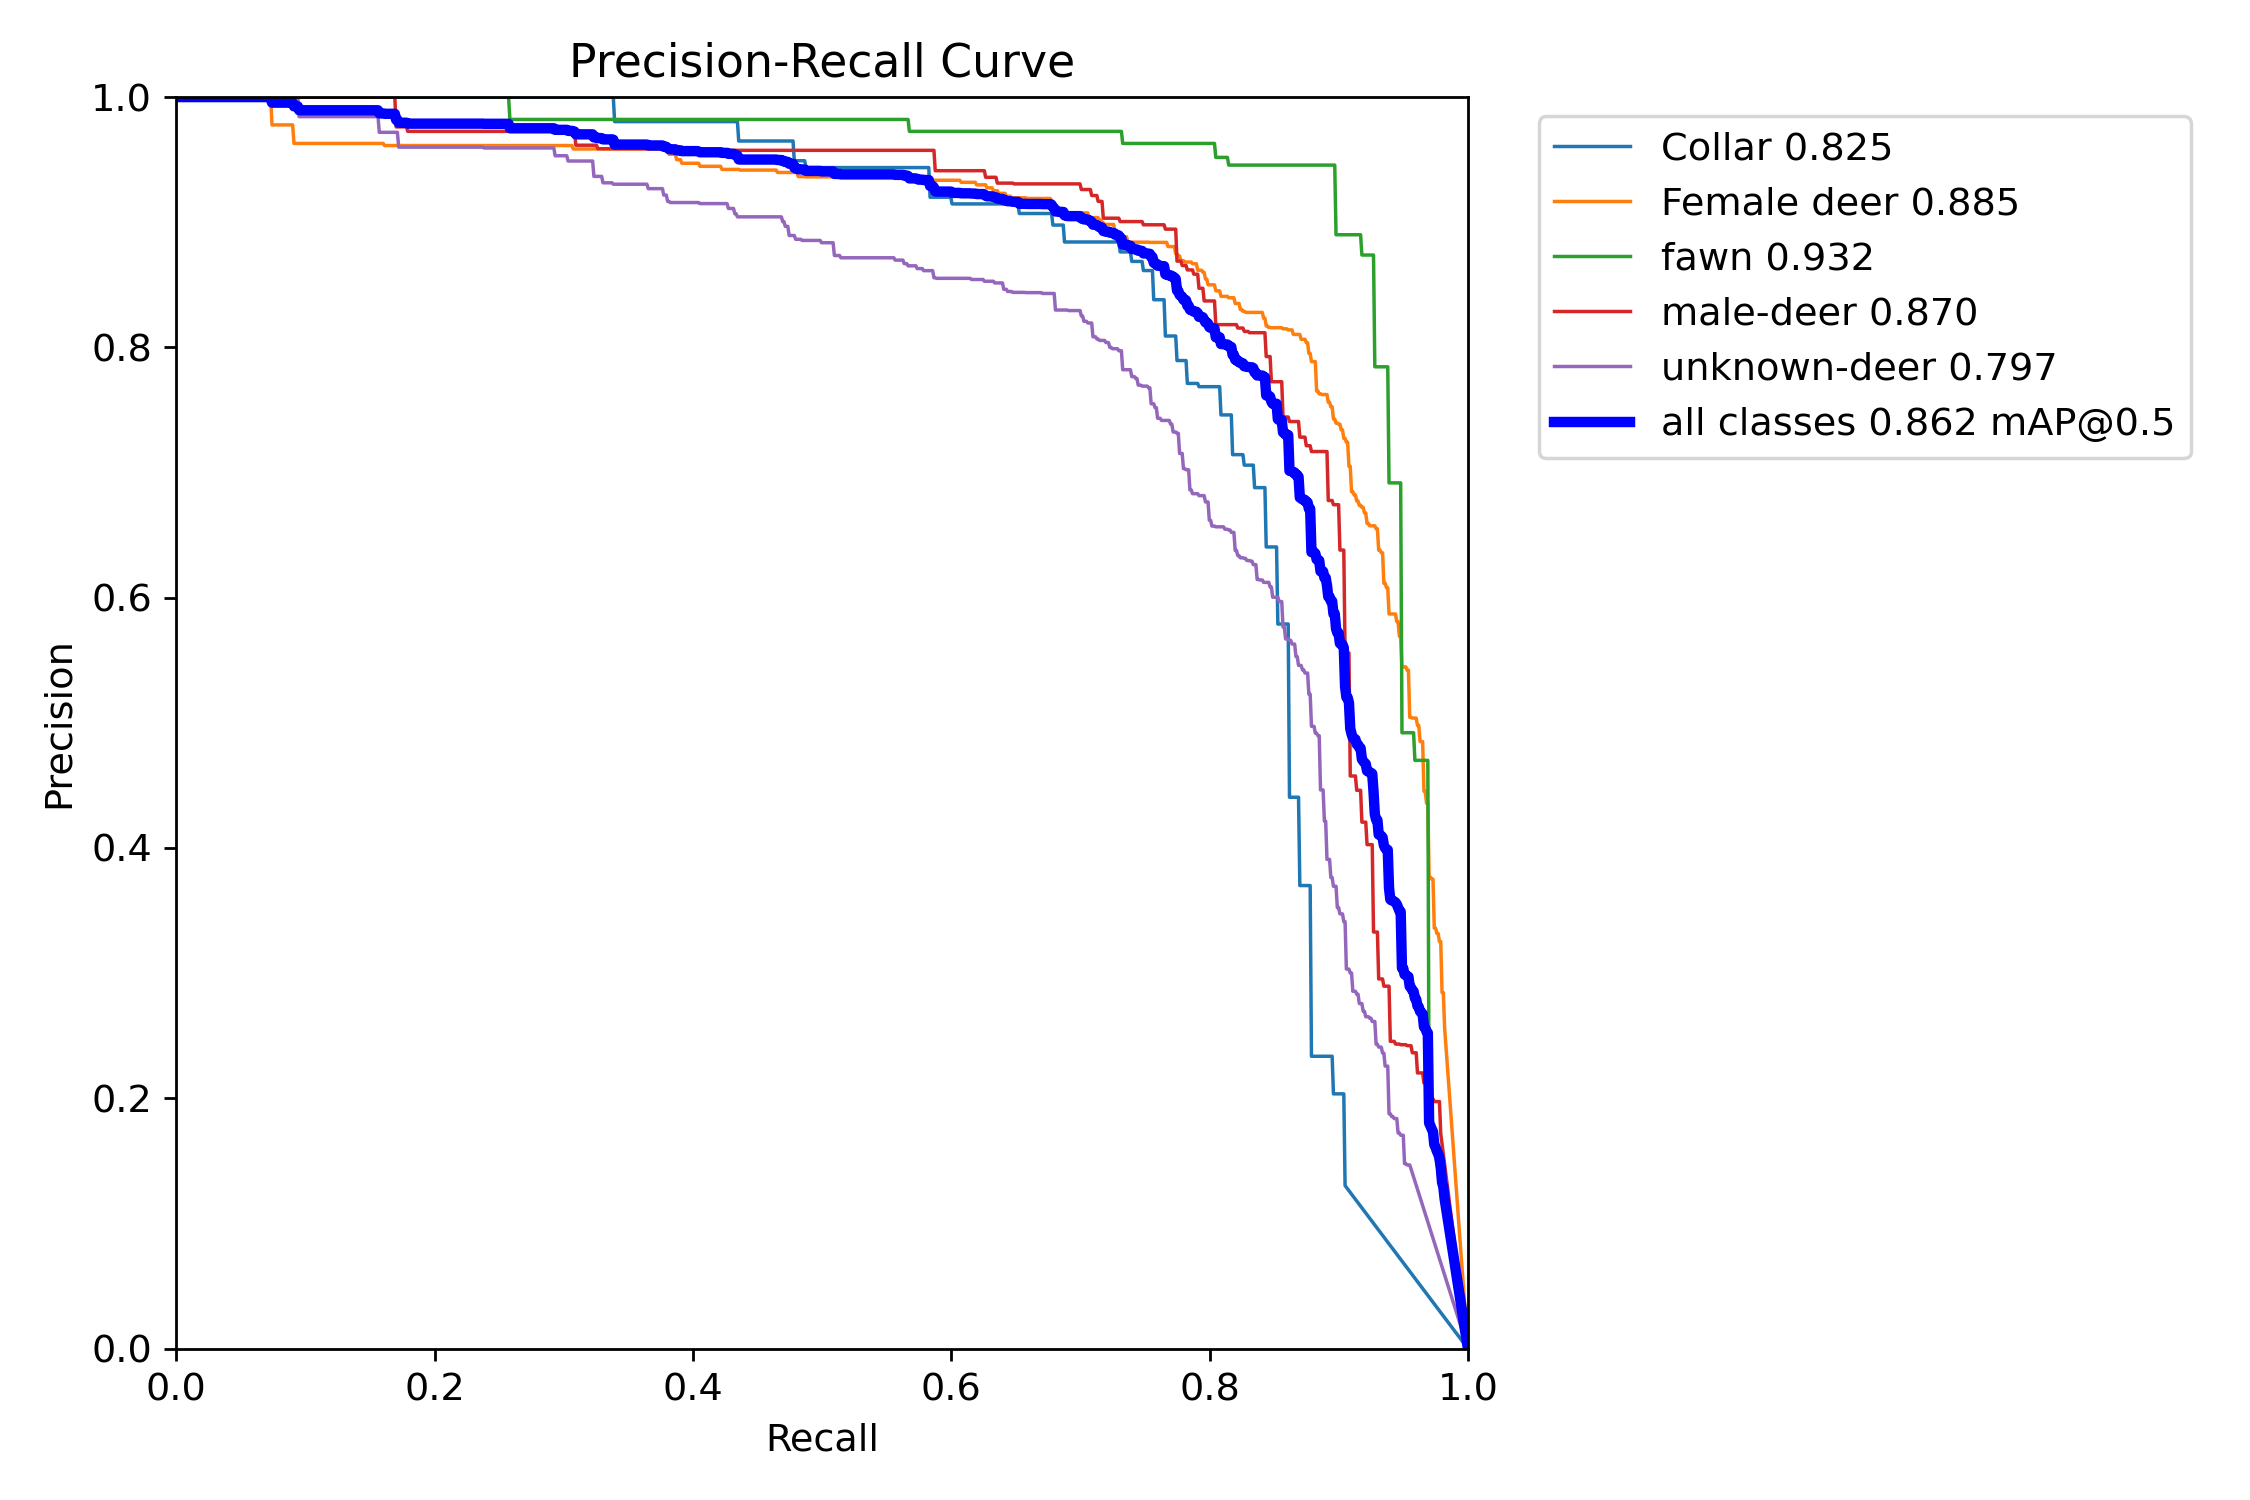 Precision-Recall Curve
1.0
0.8
0.6
0.4
0.2
0.0
Precision
0.0 0.2 0.4 0.6 0.8 1.0
Recall
Collar 0.825
Female deer 0.885
fawn 0.932
male-deer 0.870
unknown-deer 0.797
all classes 0.862 mAP@0.5